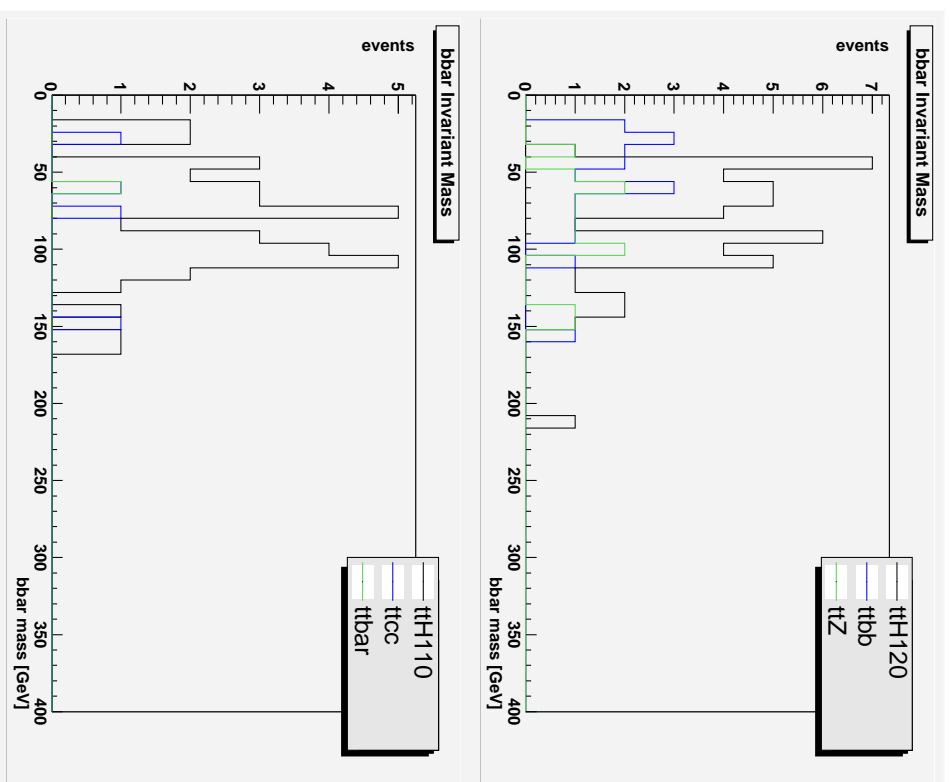 bbar Invariant Mass
events
0 1 2 3 4 5 6 7
0 50 100 150 200 250 300 350 400
bbar mass [GeV]
ttH120
ttbb
ttZ
bbar Invariant Mass
events
0 1 2 3 4 5
0 50 100 150 200 250 300 350 400
bbar mass [GeV]
ttH110
ttcc
ttbar